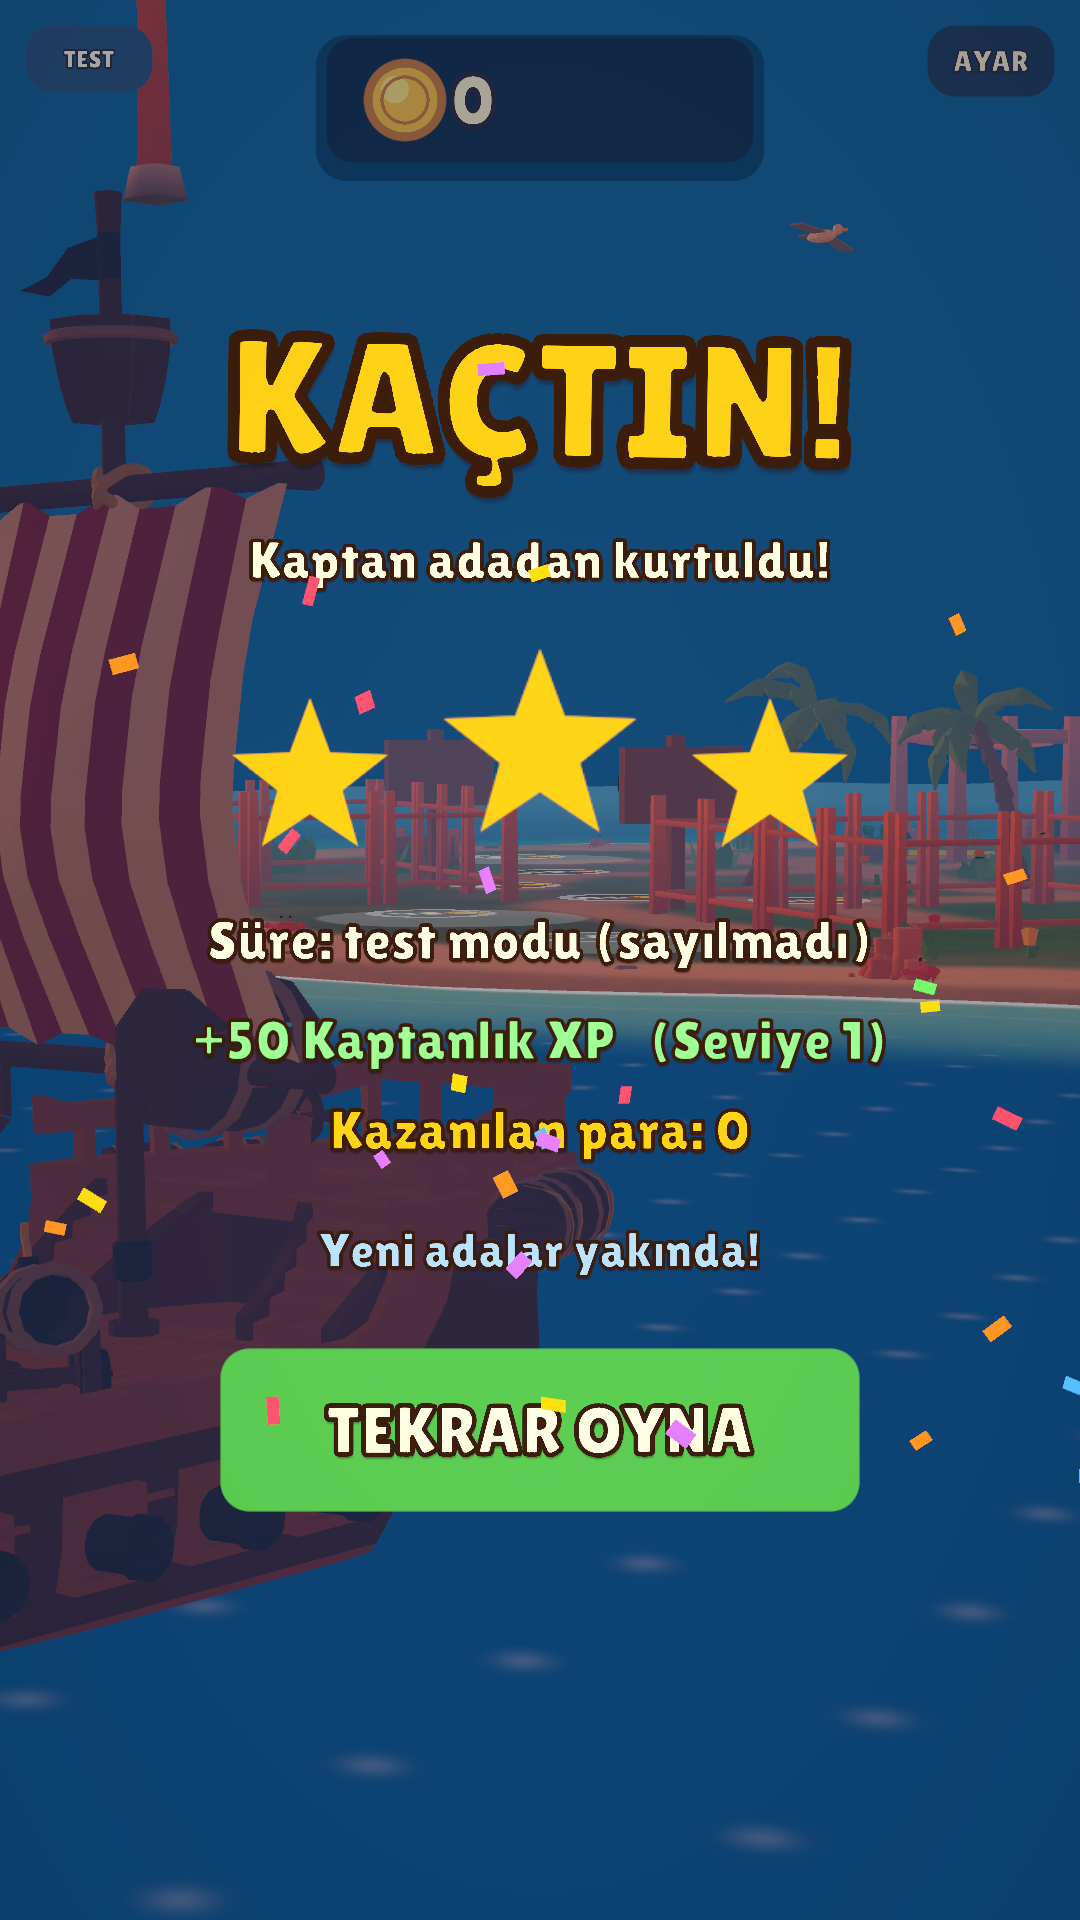 TEST
0
AYAR
KAÇTIN!
Kaptan adadan kurtuldu!
Süre: test modu (sayılmadı)
+50 Kaptanlık XP (Seviye 1)
Kazanılan para: 0
Yeni adalar yakında!
TEKRAR OYNA